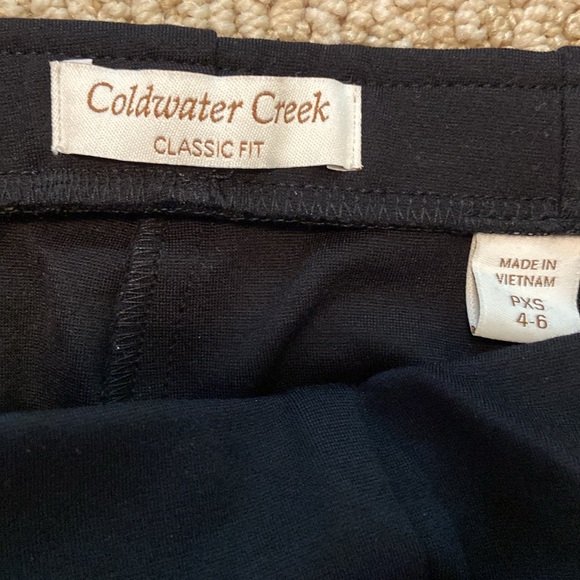 Coldwater Creek
CLASSIC FIT
MADE IN
VIETNAM
PXS
4-6